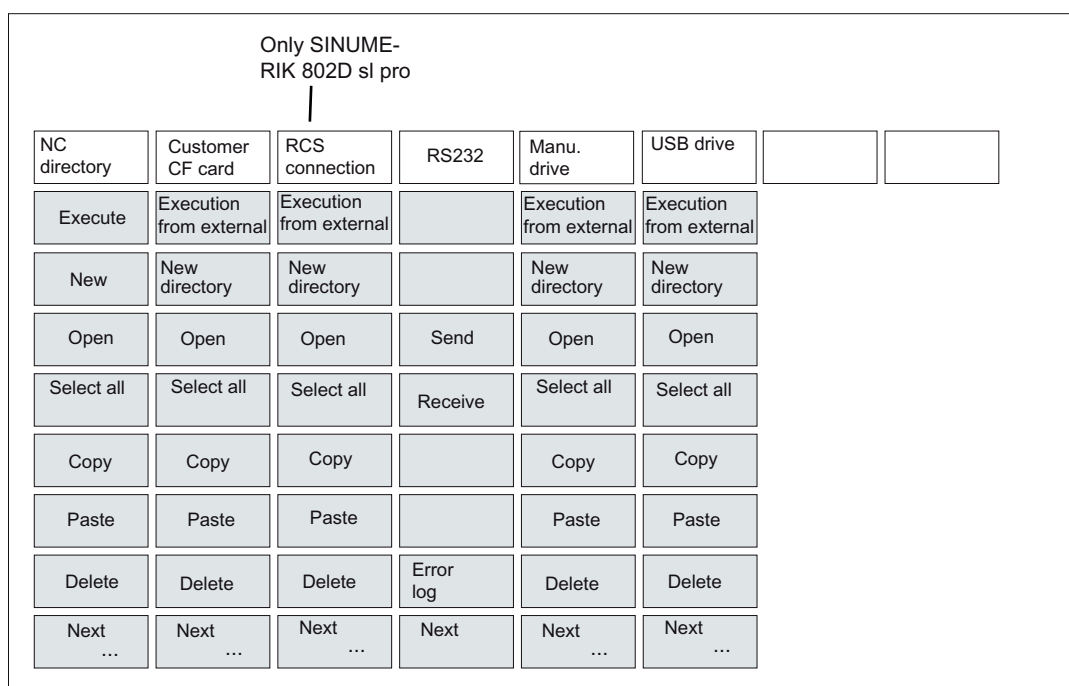 Only SINUME-
RIK 802D sl pro
NC
directory
Customer
CF card
RCS
connection
RS232
Manu.
drive
USB drive
Execute
Execution
from external
Execution
from external
Execution
from external
Execution
from external
New
New
directory
New
directory
New
directory
New
directory
Open
Open
Open
Send
Open
Open
Select all
Select all
Select all
Receive
Select all
Select all
Copy
Copy
Copy
Copy
Copy
Paste
Paste
Paste
Paste
Paste
Delete
Delete
Delete
Error
log
Delete
Delete
Next
...
Next
...
Next
...
Next
Next
...
Next
...